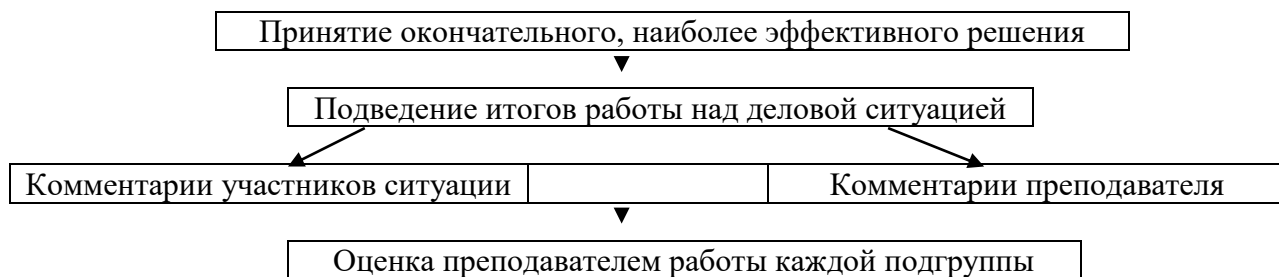 Принятие окончательного, наиболее эффективного решения
Подведение итогов работы над деловой ситуацией
Комментарии участников ситуации
Комментарии преподавателя
Оценка преподавателем работы каждой подгруппы